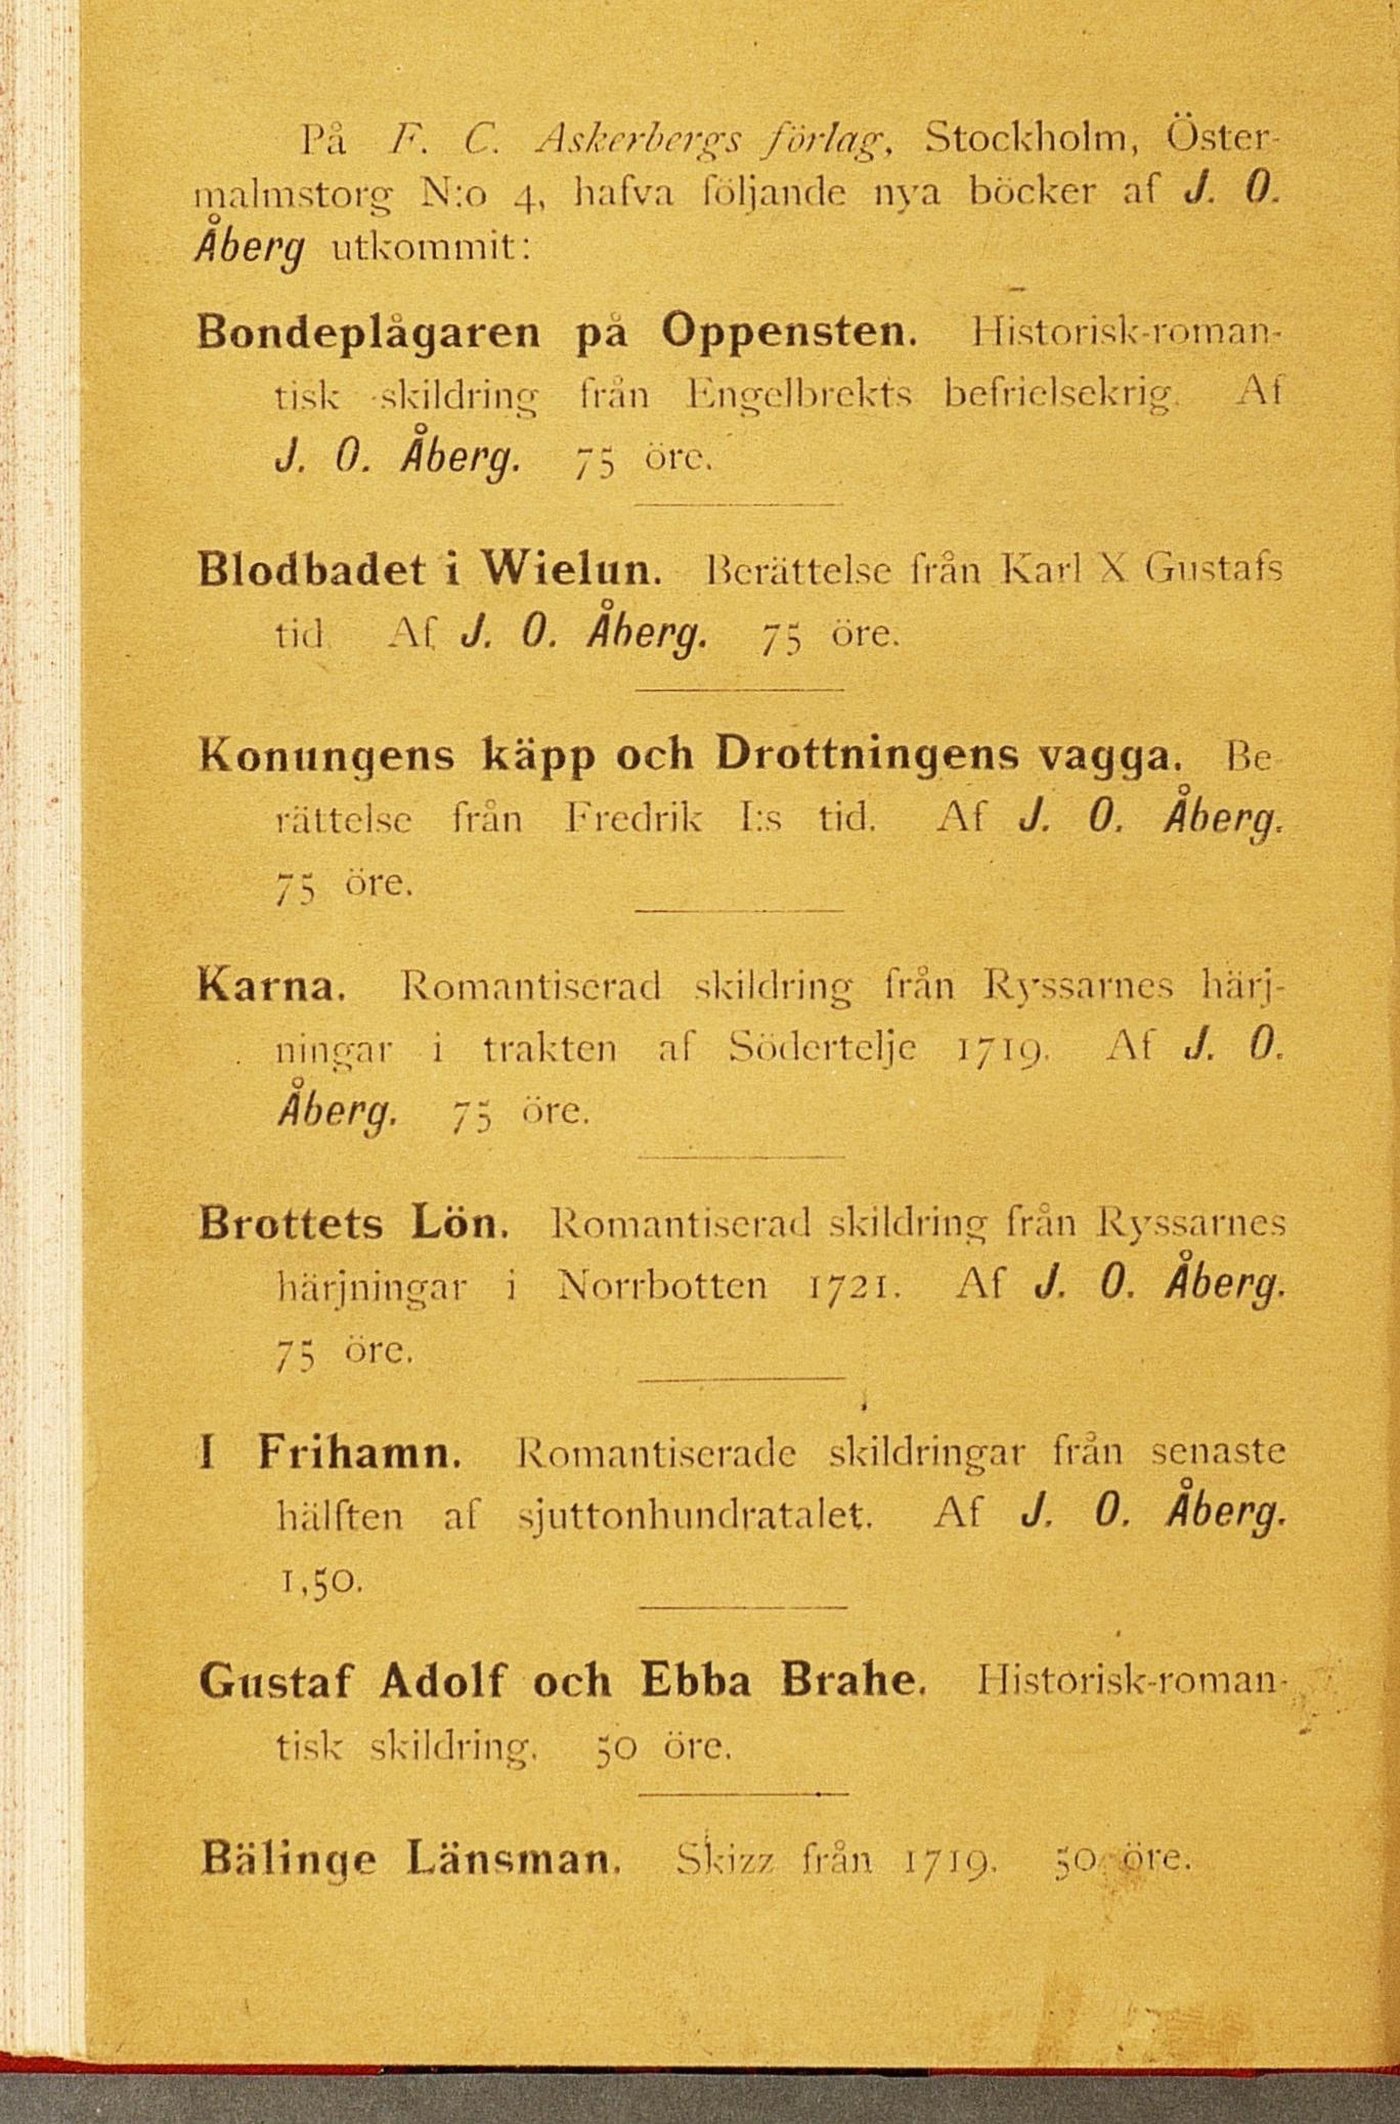 På F. C. Askerbergs förlag, Stockholm, Öster-
malmstorg N:o 4, hafva följande nya böcker af J. O.
Åberg utkommit:
Bondeplågaren på Oppensten. Historisk-roman-
tisk skildring från Engelbrekts befrielsekrig. Af
J. O. Åberg. 75 öre.
Blodbadet i Wielun. Berättelse från Karl X Gustafs
tid Af J. O. Åberg. 75 öre.
Konungens käpp och Drottningens vagga. Be-
rättelse från Fredrik I:s tid. Af J. O. Åberg.
75 öre.
Karna. Romantiserad skildring från Ryssarnes härj-
ningar i trakten af Södertelje 1719. Af J. O.
Åberg. 75 öre.
Brottets Lön. Romantiserad skildring från Ryssarnes
härjningar i Norrbotten 1721. Af J. O. Åberg.
75 öre.
I Frihamn. Romantiserade skildringar från senaste
hälften af sjuttonhundratalet. Af J. O. Åberg.
1,50.
Gustaf Adolf och Ebba Brahe. Historisk-roman-
tisk skildring. 50 öre.
Bälinge Länsman. Skizz från 1719. 50 öre.